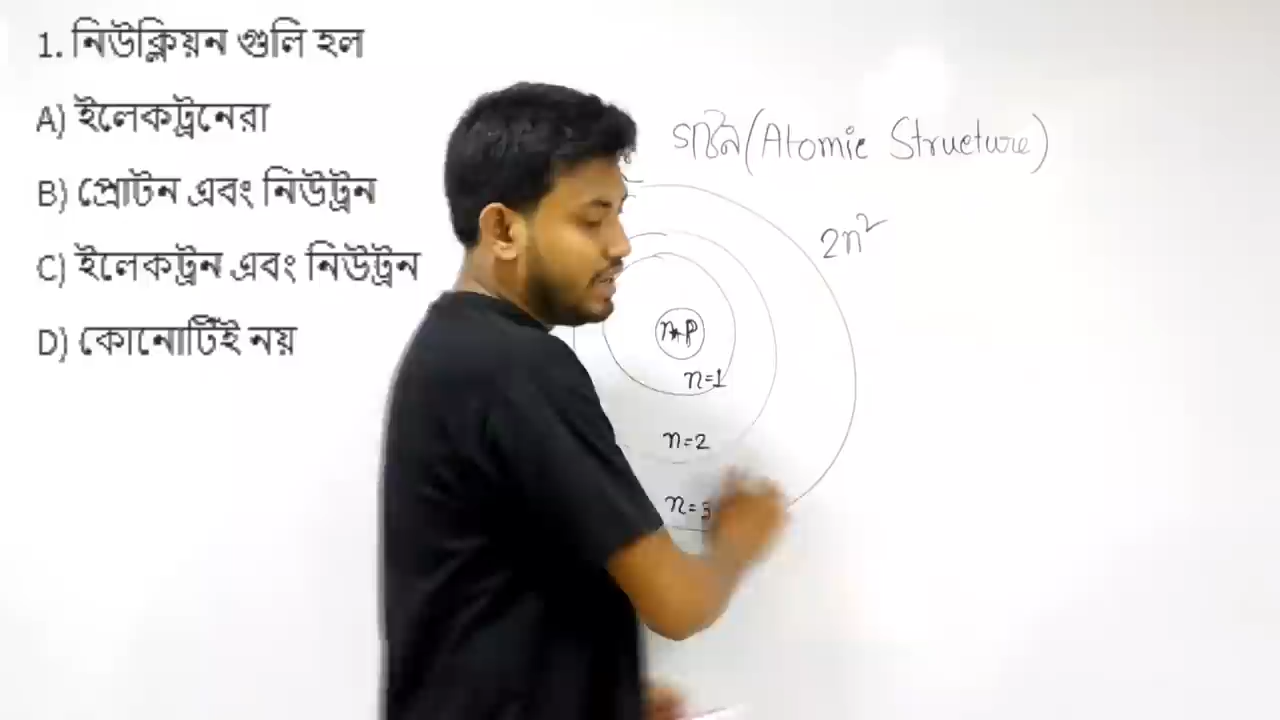 1. নিউক্লিয়ন গুলি হল
A) ইলেকট্রনেরা
B) প্রোটন এবং নিউট্রন
C) ইলেকট্রন এবং নিউট্রন
D) কোনোটিই নয়
গঠন (Atomic Structure)
2n²
n+p
n=1
n=2
n=3